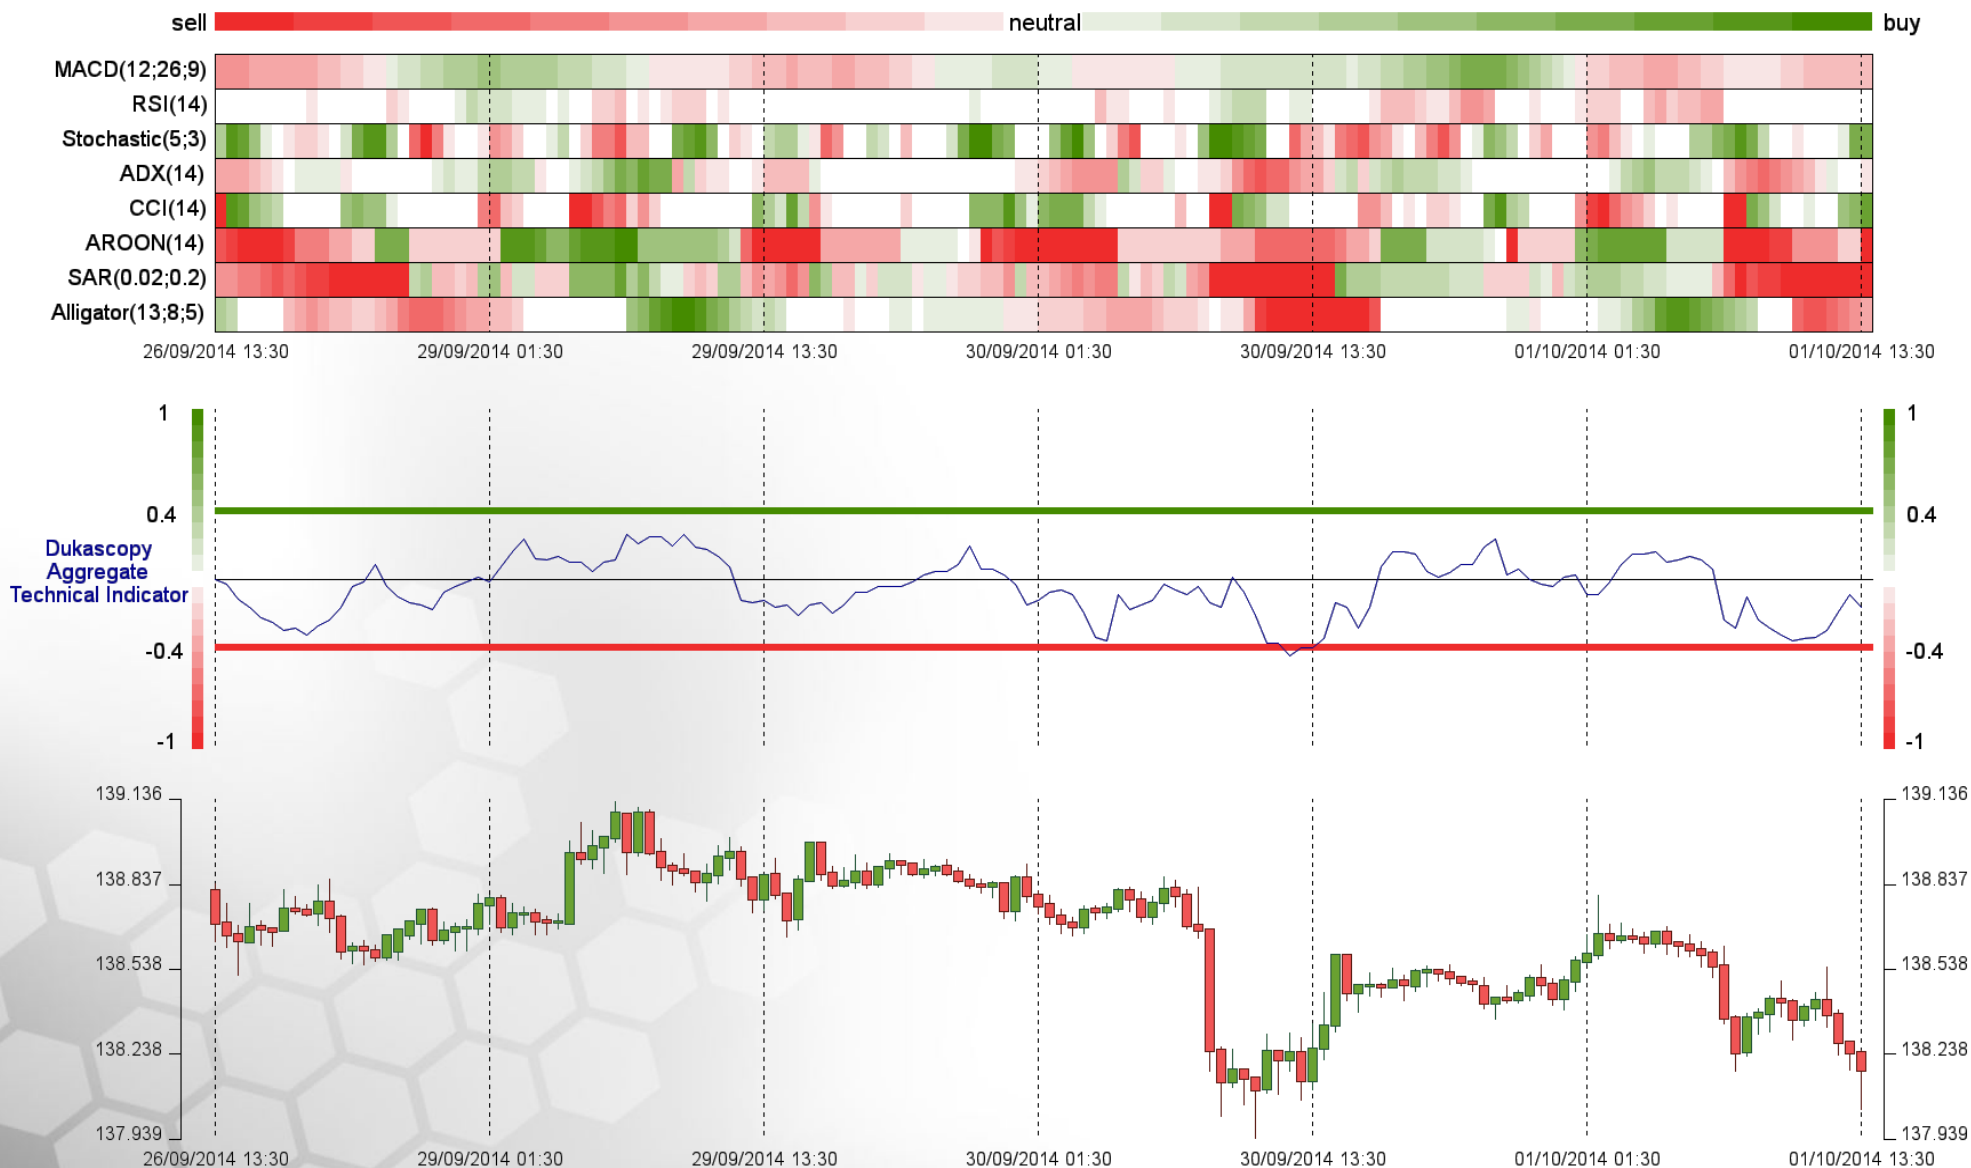 sell neutral buy
MACD(12;26;9)
RSI(14)
Stochastic(5;3)
ADX(14)
CCI(14)
AROON(14)
SAR(0.02;0.2)
Alligator(13;8;5)
26/09/2014 13:30 29/09/2014 01:30 29/09/2014 13:30 30/09/2014 01:30 30/09/2014 13:30 01/10/2014 01:30 01/10/2014 13:30
1 1
0.4 0.4
Dukascopy
Aggregate
Technical Indicator
-0.4 -0.4
-1 -1
139.136 139.136
138.837 138.837
138.538 138.538
138.238 138.238
137.939 137.939
26/09/2014 13:30 29/09/2014 01:30 29/09/2014 13:30 30/09/2014 01:30 30/09/2014 13:30 01/10/2014 01:30 01/10/2014 13:30